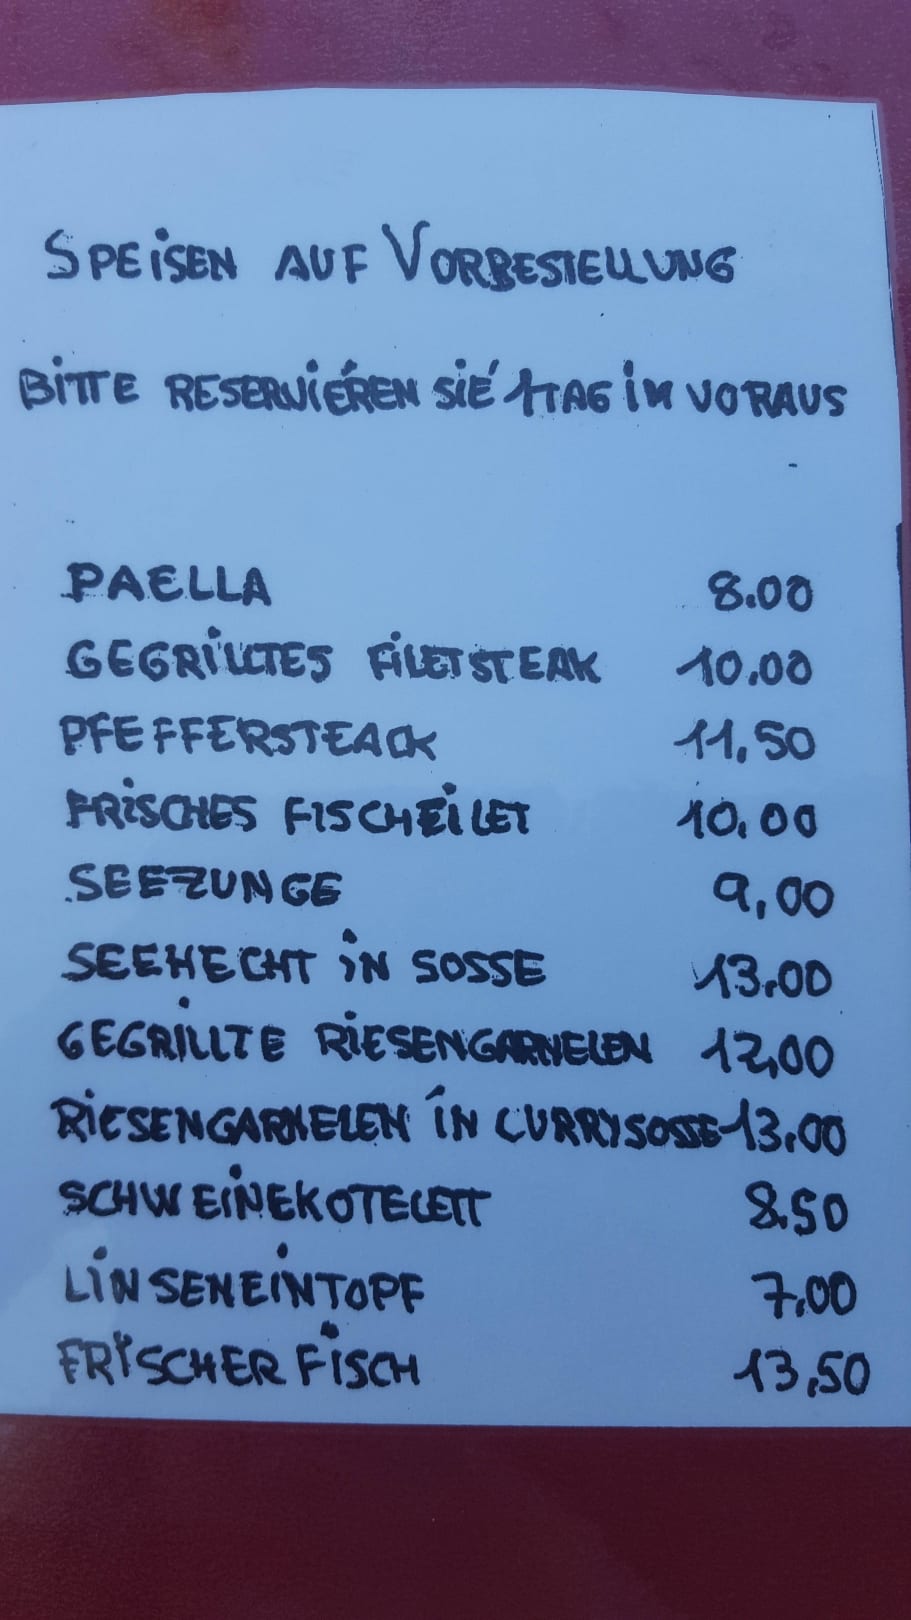 SPEISEN AUF VORBESTELLUNG
BITTE RESERVIÉREN SIE' 1TAG IM VORAUS
PAELLA 8.00
GEGRILLTES FILETSTEAK 10.00
PFEFFERSTEACK 11,50
FRISCHES FISCHFILET 10.00
SEEZUNGE 9,00
SEEHECHT IN SOSSE 13.00
GEGRILLTE RIESENGARNELEN 12,00
RIESENGARNELEN IN CURRYSOSSE 13.00
SCHWEINEKOTELETT 8.50
LINSENEINTOPF 7,00
FRISCHER FISCH 13,50